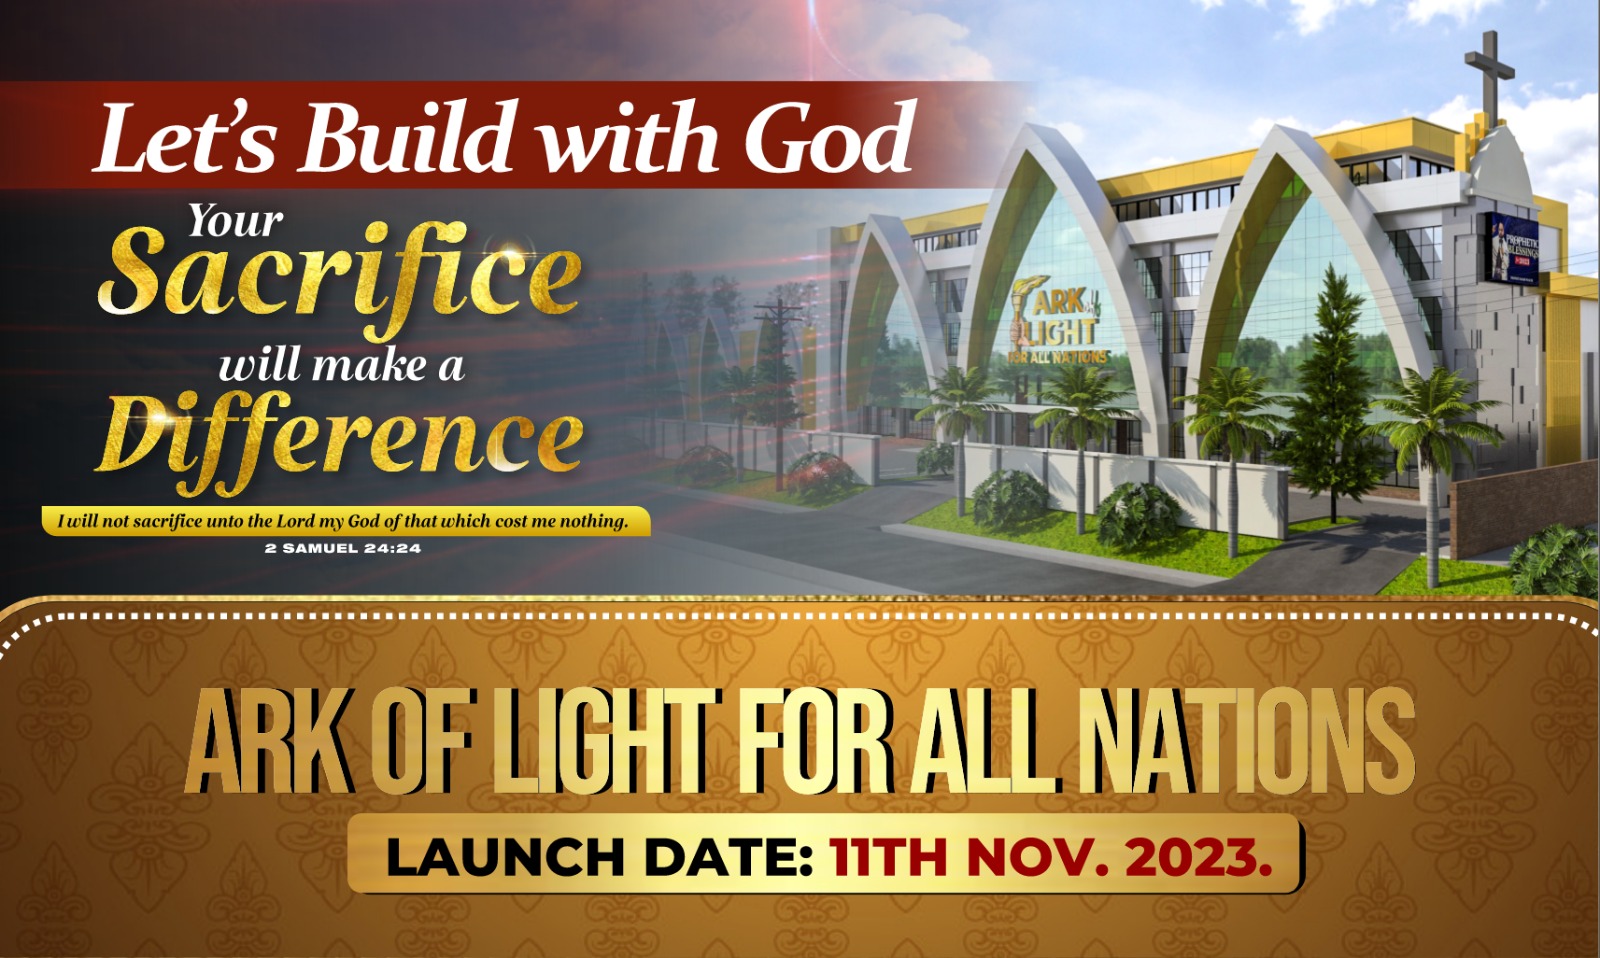 Let's Build with God
Your
Sacrifice
will make a
Difference
I will not sacrifice unto the Lord my God of that which cost me nothing.
2 SAMUEL 24:24
ARK
LIGHT
FOR ALL NATIONS
PROPHETIC
BLESSINGS
ARK OF LIGHT FOR ALL NATIONS
LAUNCH DATE: 11TH NOV. 2023.